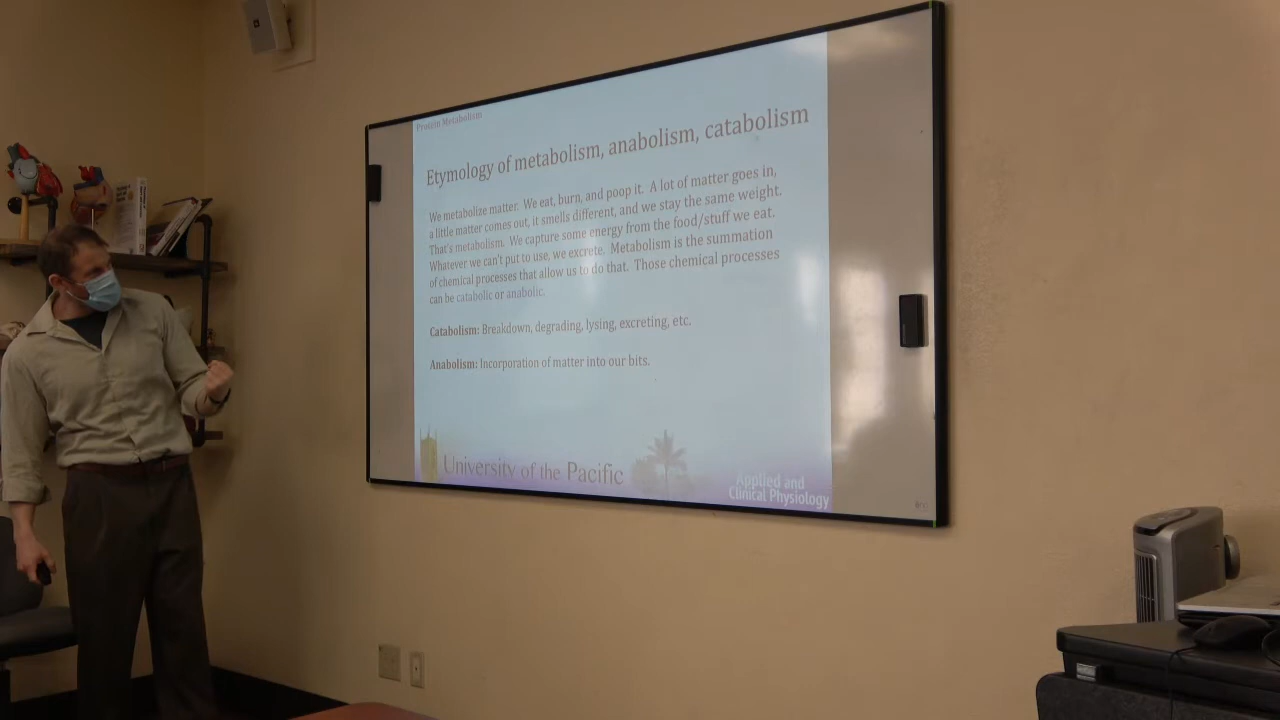 Protein Metabolism
Etymology of metabolism, anabolism, catabolism
We metabolize matter. We eat, burn, and poop it. A lot of matter goes in,
a little matter comes out, it smells different, and we stay the same weight.
That's metabolism. We capture some energy from the food/stuff we eat.
Whatever we can't put to use, we excrete. Metabolism is the summation
of chemical processes that allow us to do that. Those chemical processes
can be catabolic or anabolic.
Catabolism: Breakdown, degrading, lysing, excreting, etc.
Anabolism: Incorporation of matter into our bits.
University of the Pacific
Applied and
Clinical Physiology